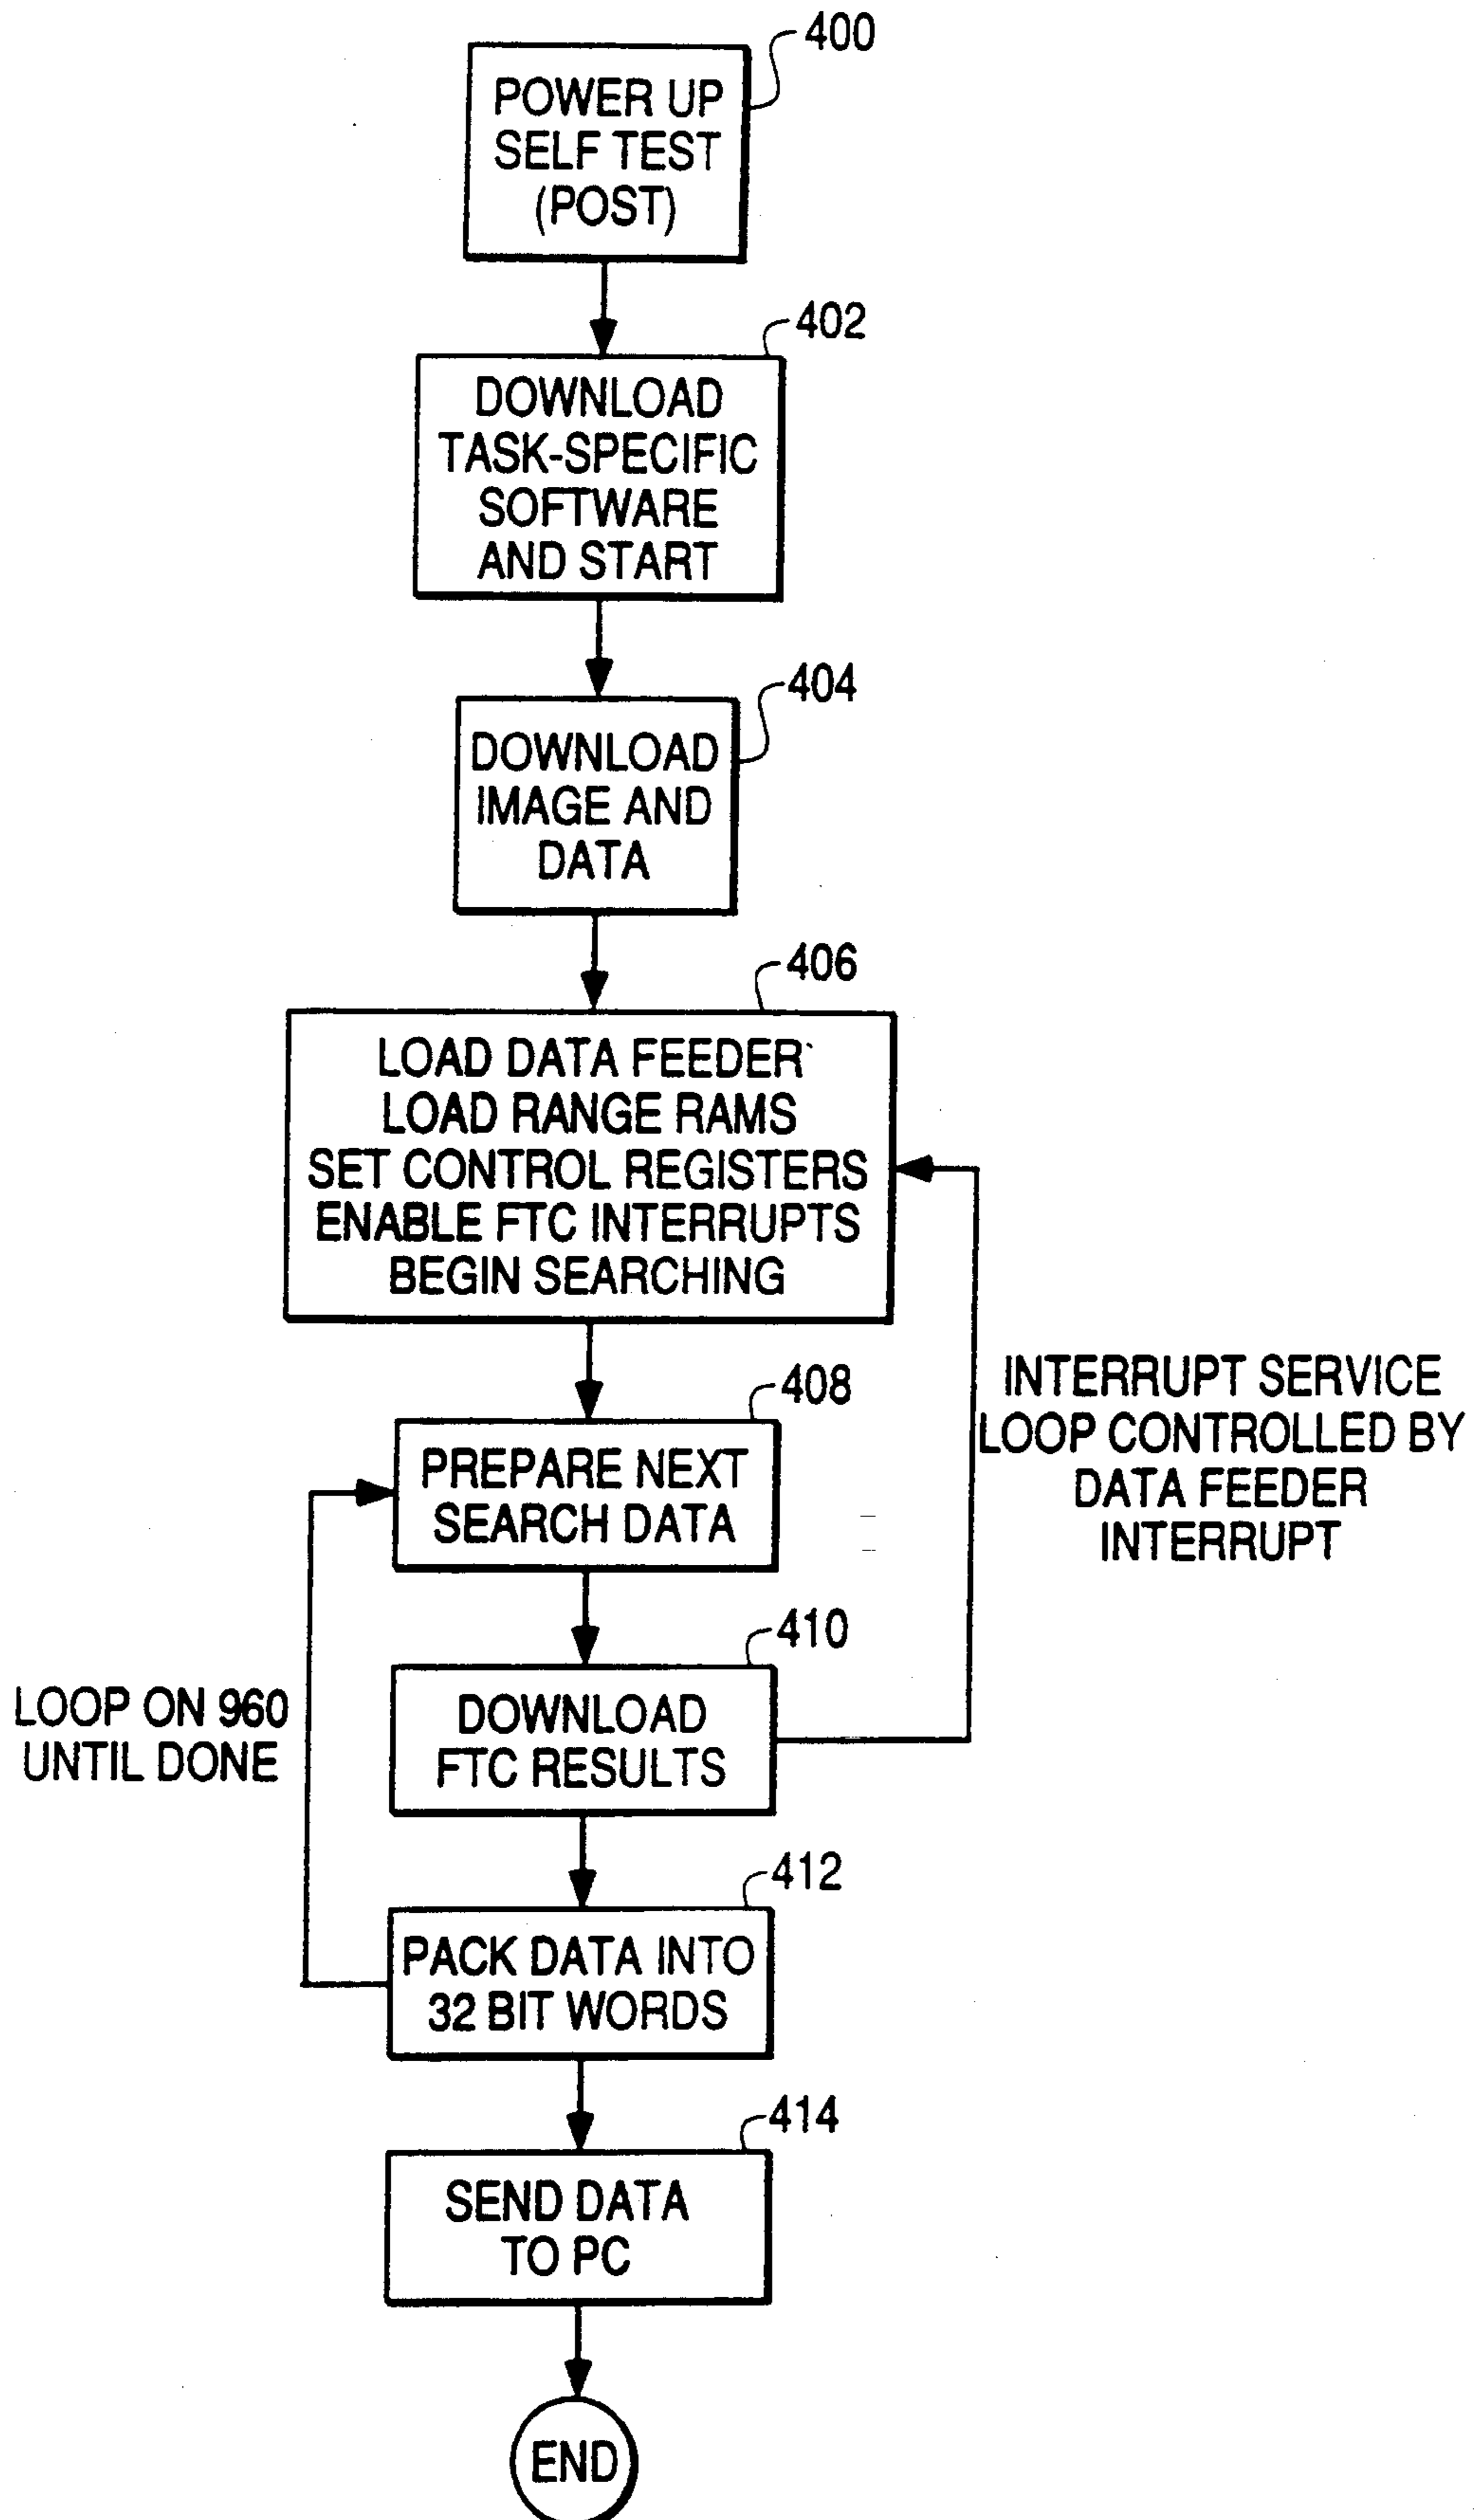 400
POWER UP
SELF TEST
(POST)
402
DOWNLOAD
TASK-SPECIFIC
SOFTWARE
AND START
404
DOWNLOAD
IMAGE AND
DATA
406
LOAD DATA FEEDER
LOAD RANGE RAMS
SET CONTROL REGISTERS
ENABLE FTC INTERRUPTS
BEGIN SEARCHING
INTERRUPT SERVICE
LOOP CONTROLLED BY
DATA FEEDER
INTERRUPT
408
PREPARE NEXT
SEARCH DATA
410
DOWNLOAD
FTC RESULTS
LOOP ON 960
UNTIL DONE
412
PACK DATA INTO
32 BIT WORDS
414
SEND DATA
TO PC
END